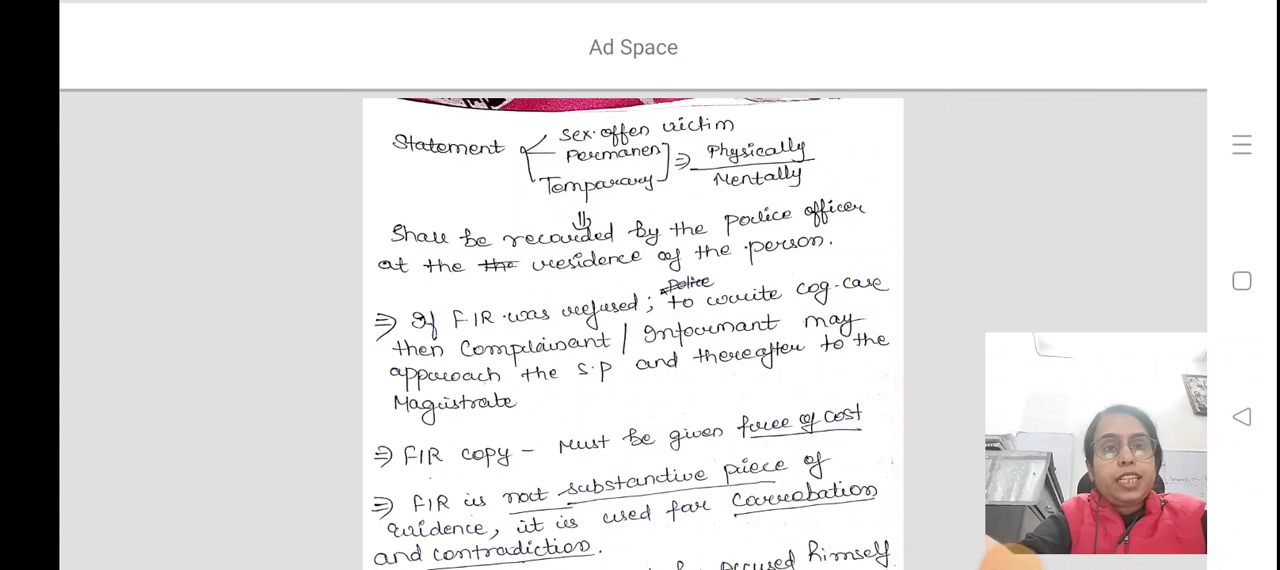 Ad Space
Statement
Sex. offen victim
Permanen
Temparary
⇒ Physically
Mentally
⇓
Shall be recorded by the police officer
at the the residence of the person.
Police
⇒ If FIR was refused; to write cog-case
then Complainant / Informant may
approach the S.P and thereafter to the
Magistrate
⇒ FIR copy - Must be given free of cost
⇒ FIR is not substantive piece of
evidence, it is used for Corrobation
and contradiction.
Accused himself